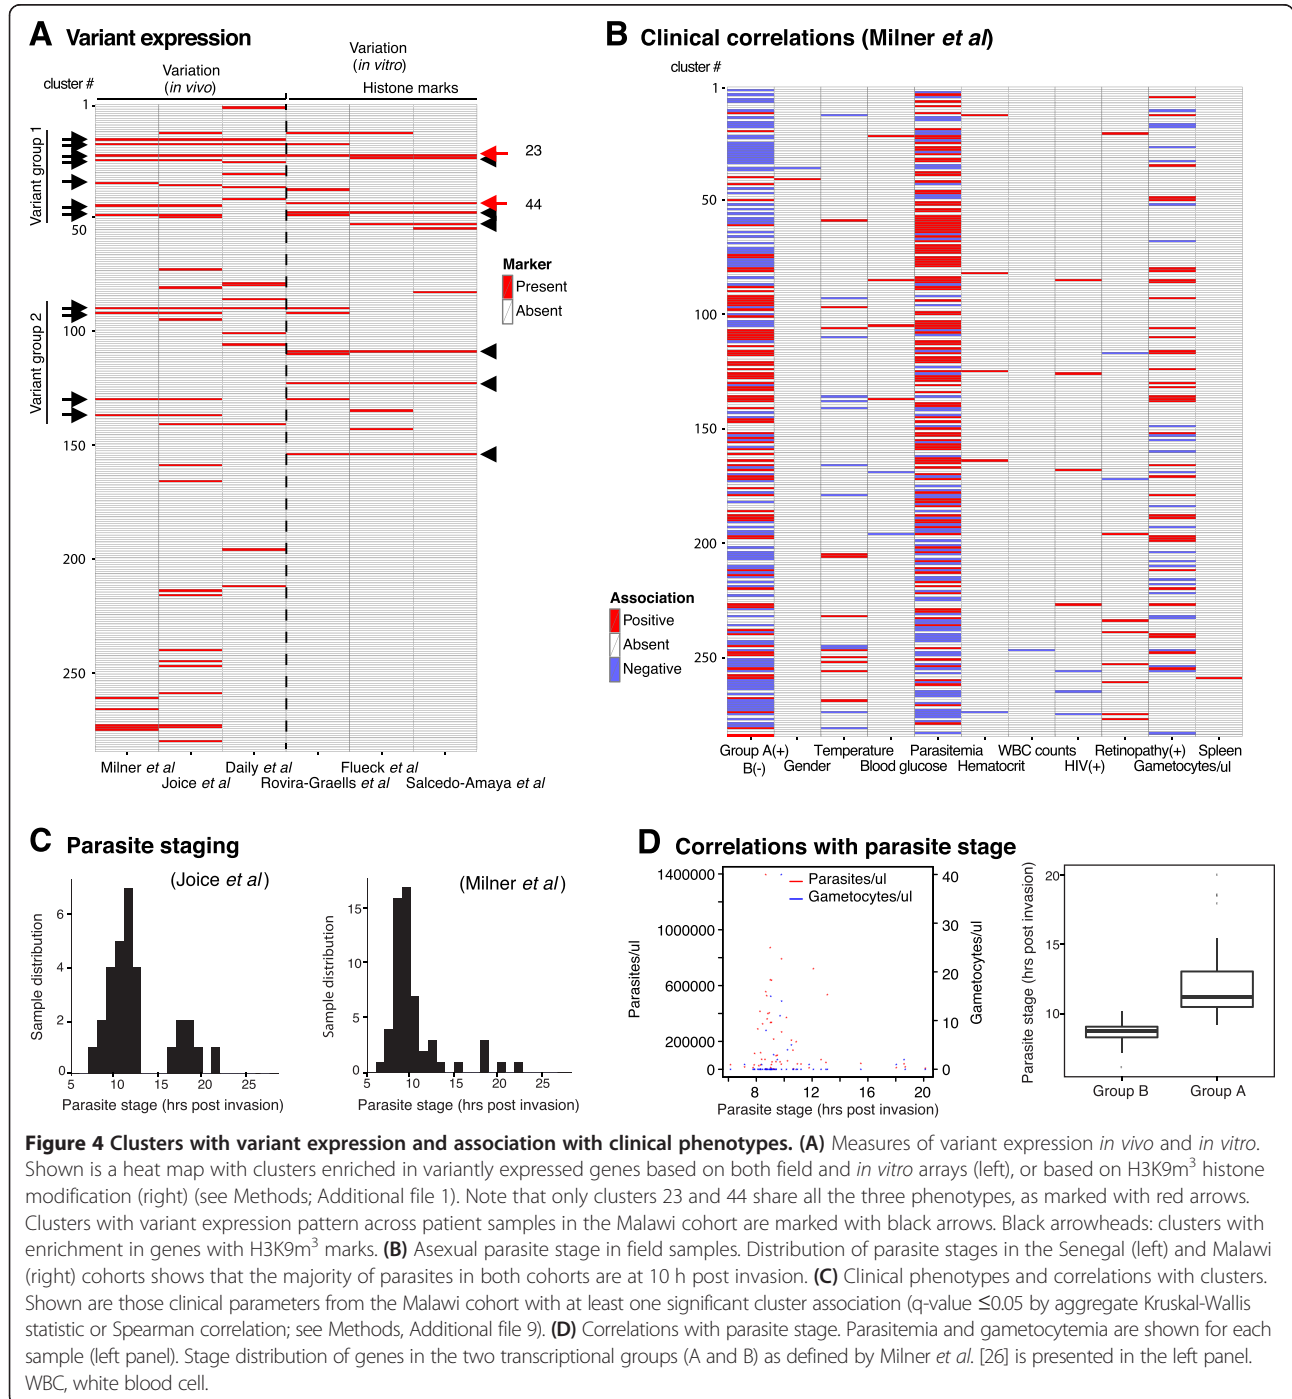 A Variant expression
Variation
(in vivo)
Variation
(in vitro)
Histone marks
cluster #
1
50
100
150
200
250
Variant group 1
Variant group 2
23
44
Marker
Present
Absent
Milner et al
Joice et al
Daily et al
Rovira-Graells et al
Flueck et al
Salcedo-Amaya et al
B Clinical correlations (Milner et al)
cluster #
1
50
100
150
200
250
Association
Positive
Absent
Negative
Group A(+)
B(-)
Gender
Temperature
Blood glucose
Parasitemia
Hematocrit
WBC counts
HIV(+)
Retinopathy(+)
Gametocytes/ul
Spleen
C Parasite staging
(Joice et al)
Sample distribution
6
4
2
0
5 10 15 20 25
Parasite stage (hrs post invasion)
(Milner et al)
Sample distribution
15
10
5
0
5 10 15 20 25
Parasite stage (hrs post invasion)
D Correlations with parasite stage
Parasites/ul
1400000
1000000
600000
200000
0
Parasites/ul
Gametocytes/ul
40
30
20
10
0
Gametocytes/ul
8 12 16 20
Parasite stage (hrs post invasion)
Parasite stage (hrs post invasion)
20
15
10
Group B Group A
Figure 4 Clusters with variant expression and association with clinical phenotypes. (A) Measures of variant expression in vivo and in vitro.
Shown is a heat map with clusters enriched in variantly expressed genes based on both field and in vitro arrays (left), or based on H3K9m³ histone
modification (right) (see Methods; Additional file 1). Note that only clusters 23 and 44 share all the three phenotypes, as marked with red arrows.
Clusters with variant expression pattern across patient samples in the Malawi cohort are marked with black arrows. Black arrowheads: clusters with
enrichment in genes with H3K9m³ marks. (B) Asexual parasite stage in field samples. Distribution of parasite stages in the Senegal (left) and Malawi
(right) cohorts shows that the majority of parasites in both cohorts are at 10 h post invasion. (C) Clinical phenotypes and correlations with clusters.
Shown are those clinical parameters from the Malawi cohort with at least one significant cluster association (q-value ≤0.05 by aggregate Kruskal-Wallis
statistic or Spearman correlation; see Methods, Additional file 9). (D) Correlations with parasite stage. Parasitemia and gametocytemia are shown for each
sample (left panel). Stage distribution of genes in the two transcriptional groups (A and B) as defined by Milner et al. [26] is presented in the left panel.
WBC, white blood cell.